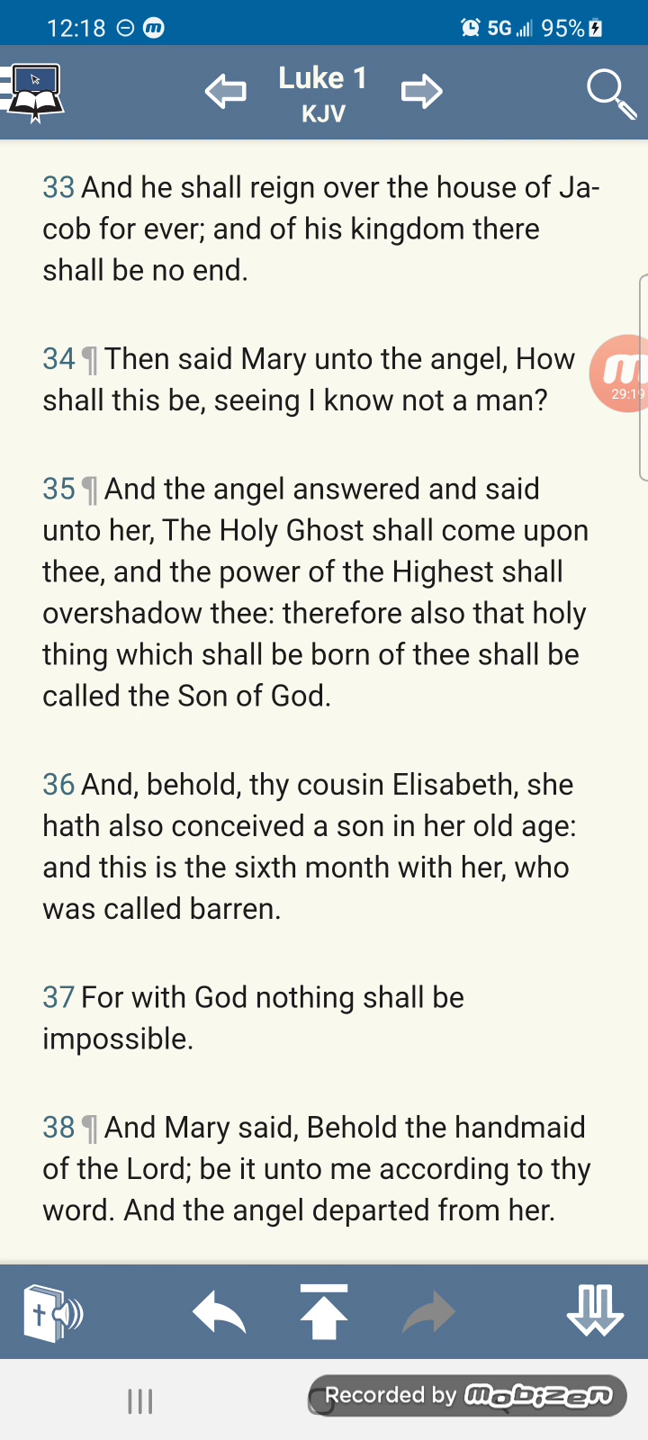 12:18 m 5G 95%
Luke 1
KJV
33 And he shall reign over the house of Ja-
cob for ever; and of his kingdom there
shall be no end.
34 ¶ Then said Mary unto the angel, How
shall this be, seeing I know not a man?
m
29:19
35 ¶ And the angel answered and said
unto her, The Holy Ghost shall come upon
thee, and the power of the Highest shall
overshadow thee: therefore also that holy
thing which shall be born of thee shall be
called the Son of God.
36 And, behold, thy cousin Elisabeth, she
hath also conceived a son in her old age:
and this is the sixth month with her, who
was called barren.
37 For with God nothing shall be
impossible.
38 ¶ And Mary said, Behold the handmaid
of the Lord; be it unto me according to thy
word. And the angel departed from her.
Recorded by mobizen